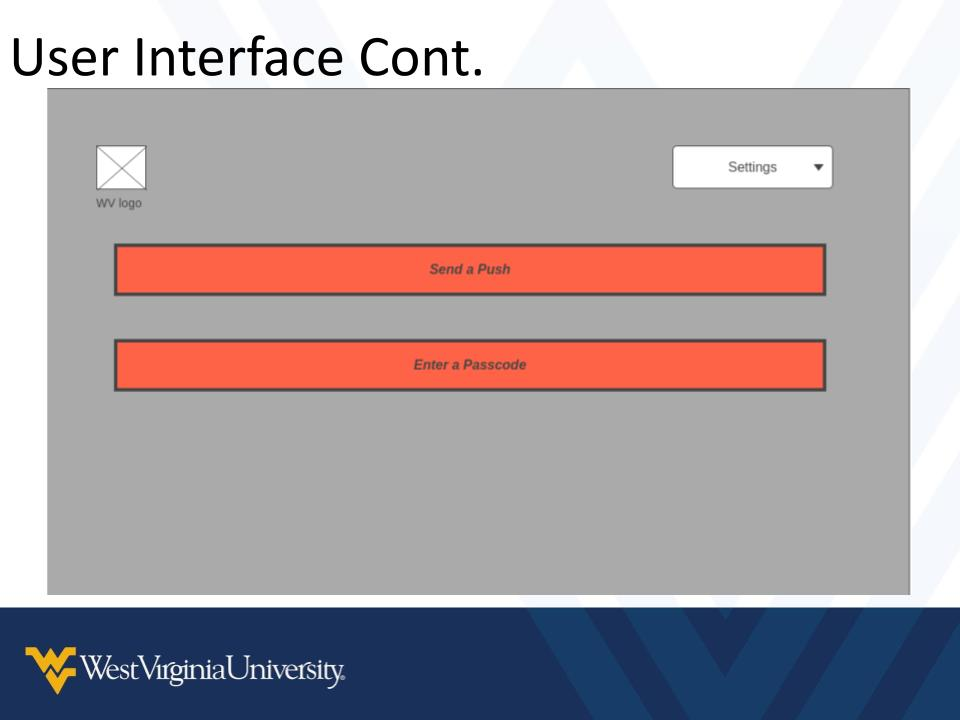 User Interface Cont.
Settings
WV logo
Send a Push
Enter a Passcode
WestVirginiaUniversity®